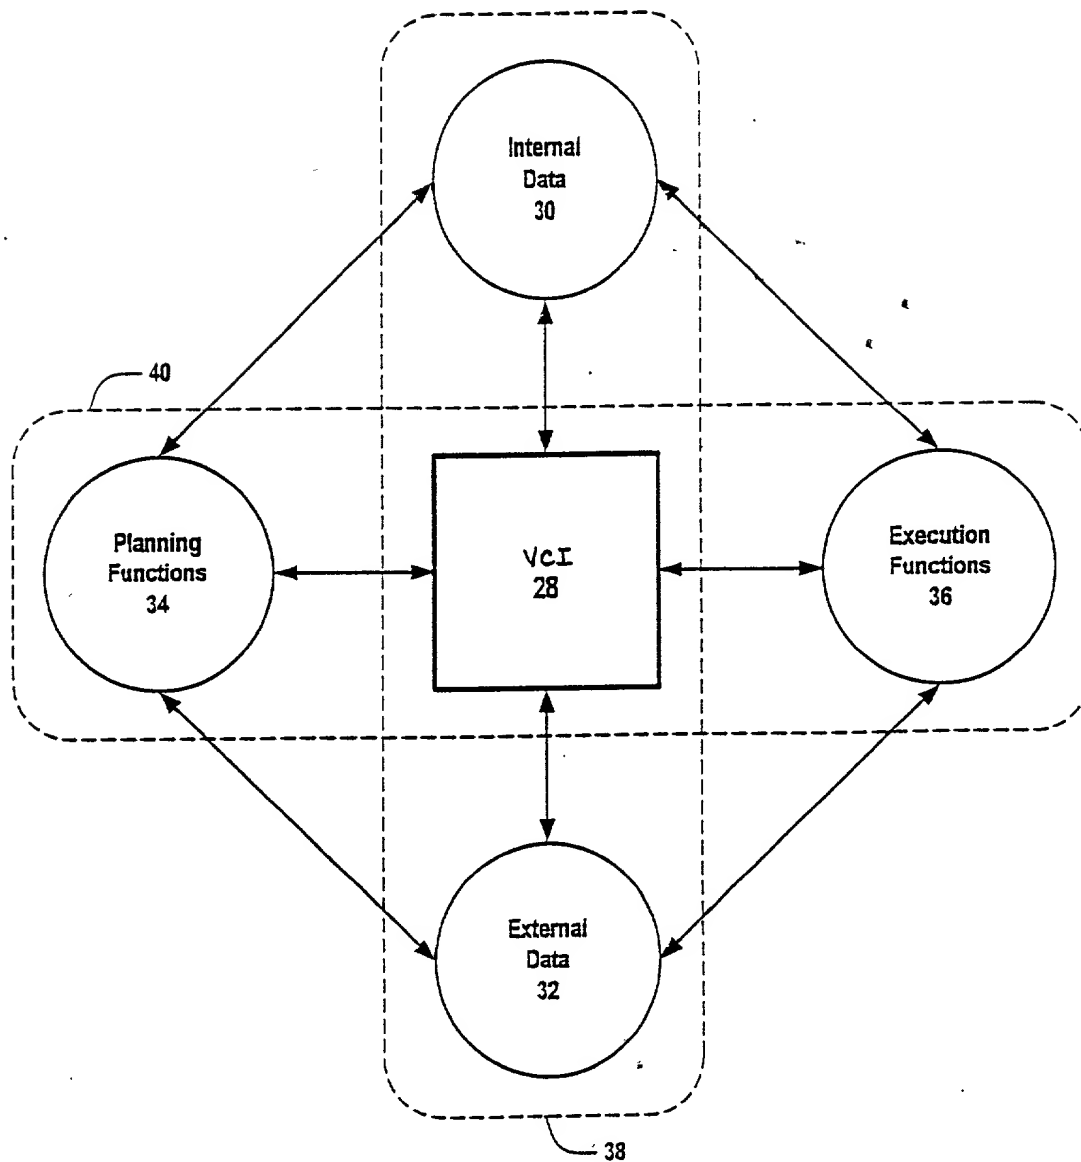 Internal
Data
30
40
Planning
Functions
34
VCI
28
Execution
Functions
36
External
Data
32
38